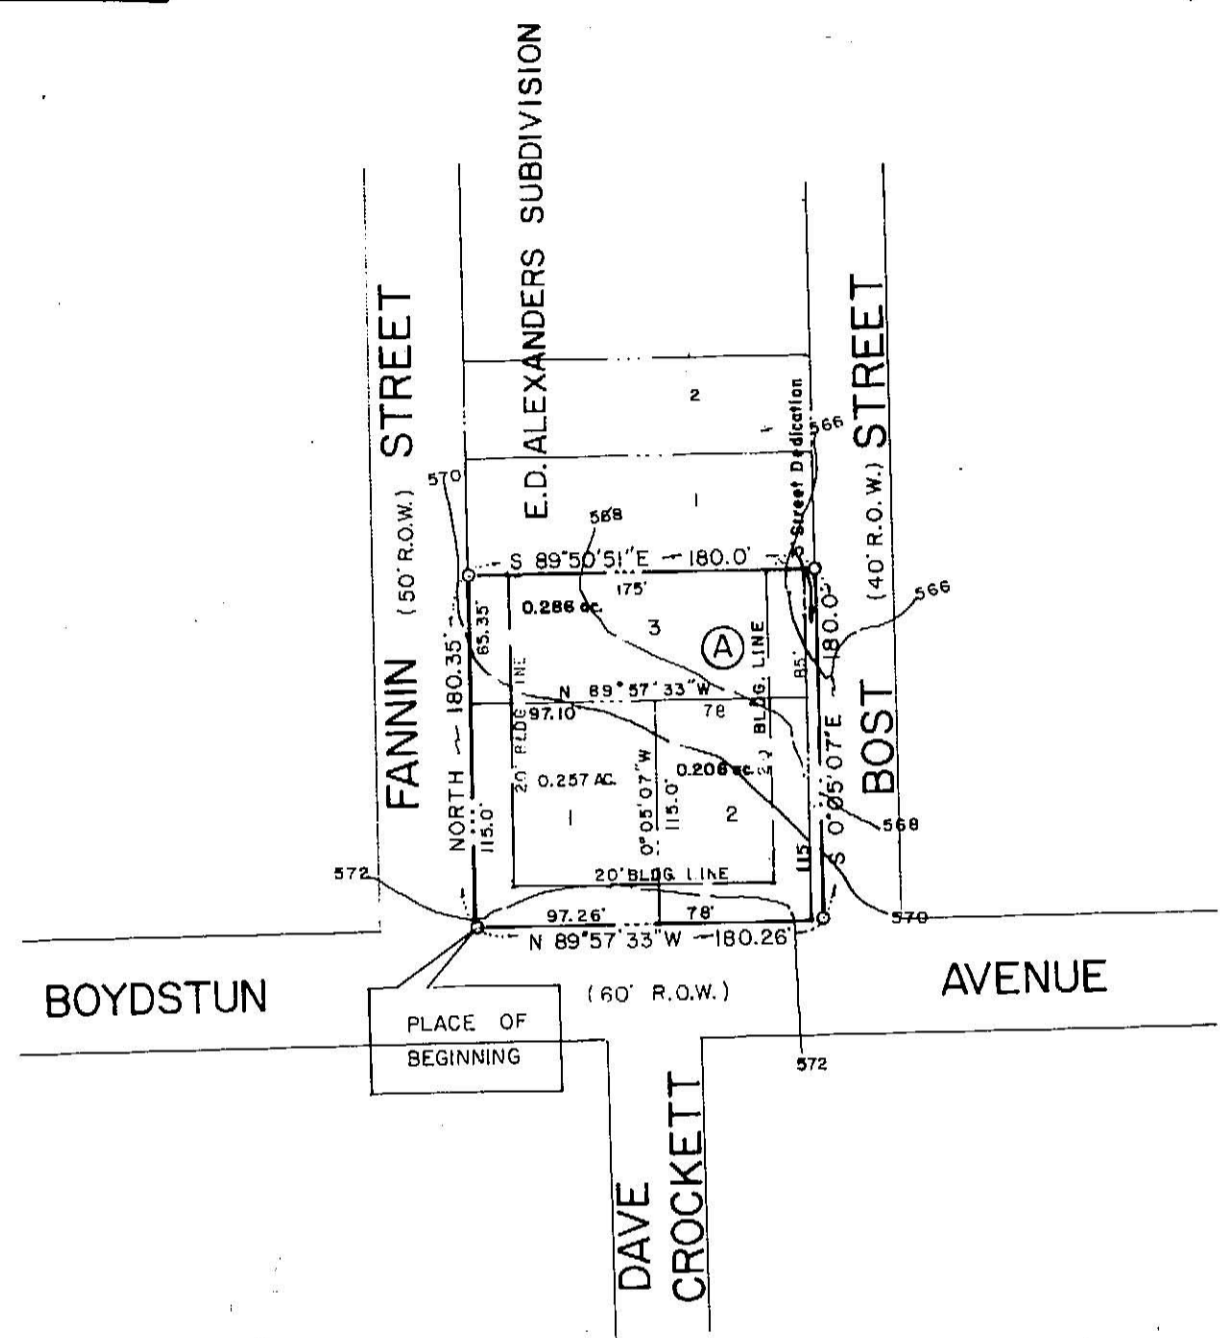 E.D. ALEXANDERS SUBDIVISION
FANNIN STREET
(50' R.O.W.)
BOST STREET
(40' R.O.W.)
2
5' Street Dedication
566
570
1
568
S 89°50'51"E ~ 180.0'
175'
0.286 ac.
3
A
566
65.35'
NORTH ~ 180.35'
85'
S 0°05'07"E ~ 180.0'
20' BLDG. LINE
N 89°57'33"W
97.10
78
20' BLDG. LINE
0.257 AC.
0°05'07"W
115.0'
0.206 ac.
1
2
115.0'
115
568
572
20' BLDG. LINE
97.26'
78'
570
N 89°57'33"W ~ 180.26'
BOYDSTUN AVENUE
(60' R.O.W.)
PLACE OF
BEGINNING
572
DAVE
CROCKETT